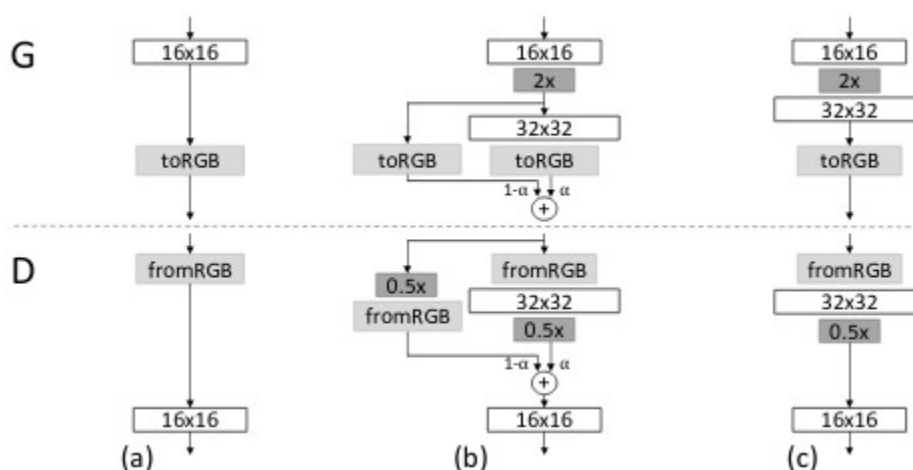 G
16x16
toRGB
16x16
2x
32x32
toRGB
toRGB
1-α
α
+
16x16
2x
32x32
toRGB
D
fromRGB
16x16
0.5x
fromRGB
fromRGB
32x32
0.5x
1-α
α
+
16x16
fromRGB
32x32
0.5x
16x16
(a)
(b)
(c)